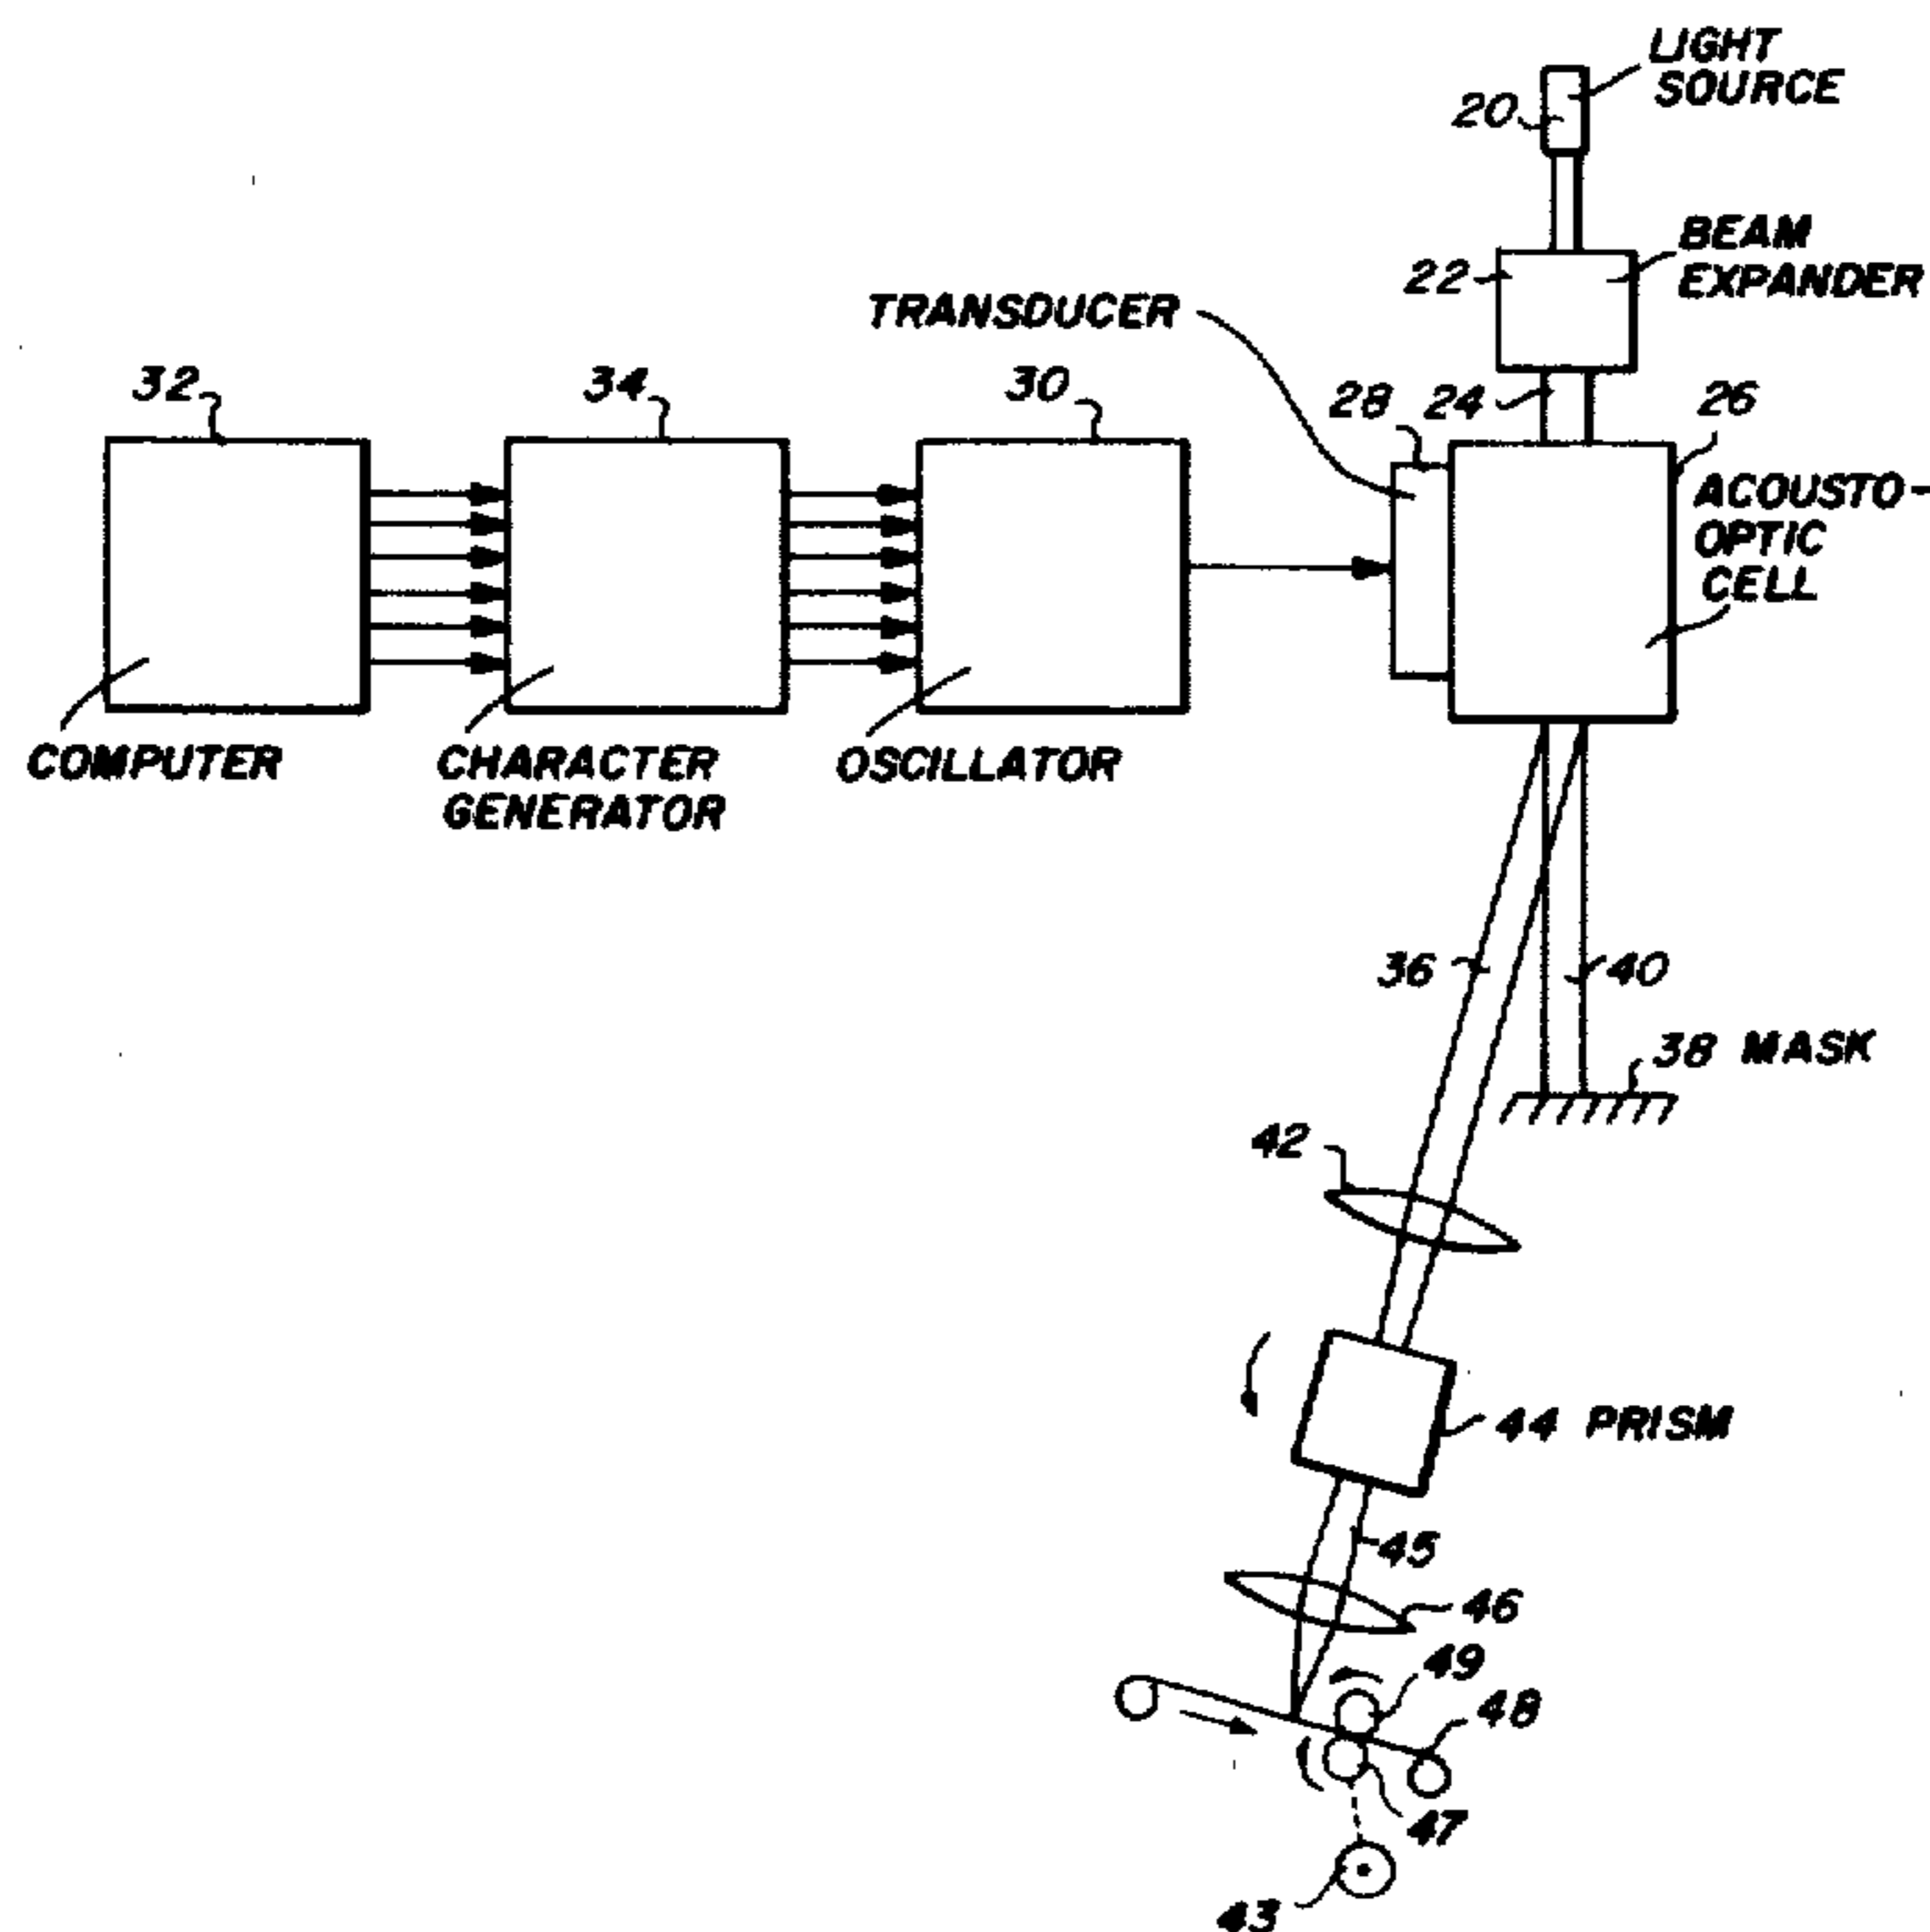 LIGHT
SOURCE
20
BEAM
EXPANDER
22
TRANSDUCER
32
34
30
28
24
26
ACOUSTO-
OPTIC
CELL
COMPUTER
CHARACTER
GENERATOR
OSCILLATOR
36
40
38 MASK
42
44 PRISM
45
46
49
48
47
43